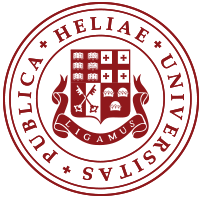 PUBLICA • HELIAE • UNIVERSITAS •
LIGAMUS